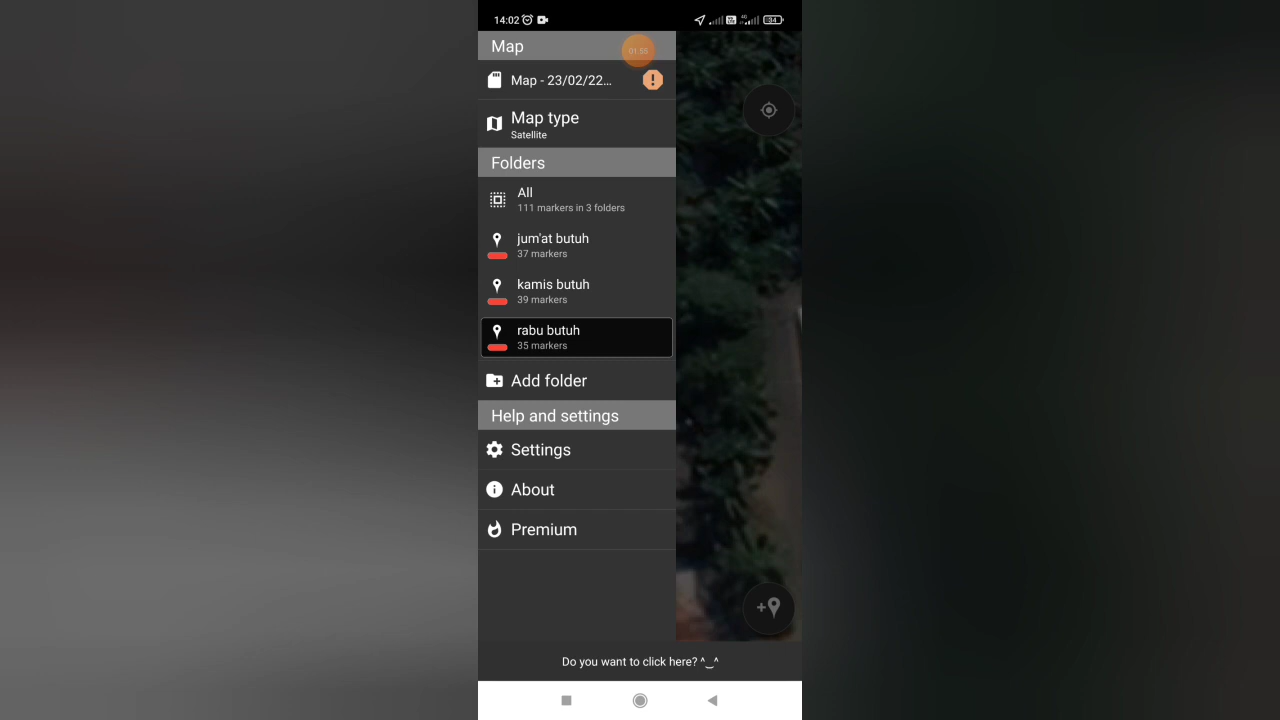 14:02
Map
01:55
Map - 23/02/22...
Map type
Satellite
Folders
All
111 markers in 3 folders
jum'at butuh
37 markers
kamis butuh
39 markers
rabu butuh
35 markers
Add folder
Help and settings
Settings
About
Premium
Do you want to click here? ^‿^